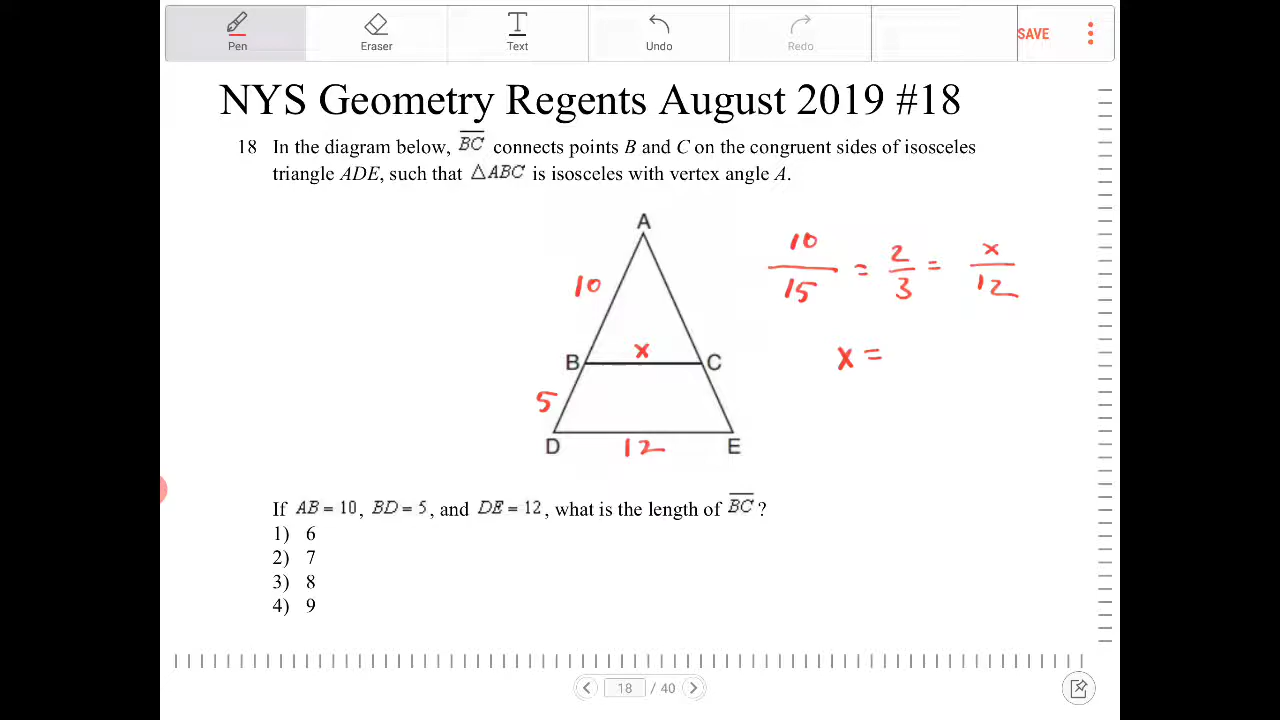 Pen Eraser Text Undo Redo SAVE
NYS Geometry Regents August 2019 #18
18 In the diagram below, BC connects points B and C on the congruent sides of isosceles
triangle ADE, such that △ABC is isosceles with vertex angle A.
A
10
B x C
5
D 12 E
10/15 = 2/3 = x/12
x =
If AB = 10, BD = 5, and DE = 12, what is the length of BC?
1) 6
2) 7
3) 8
4) 9
18 / 40